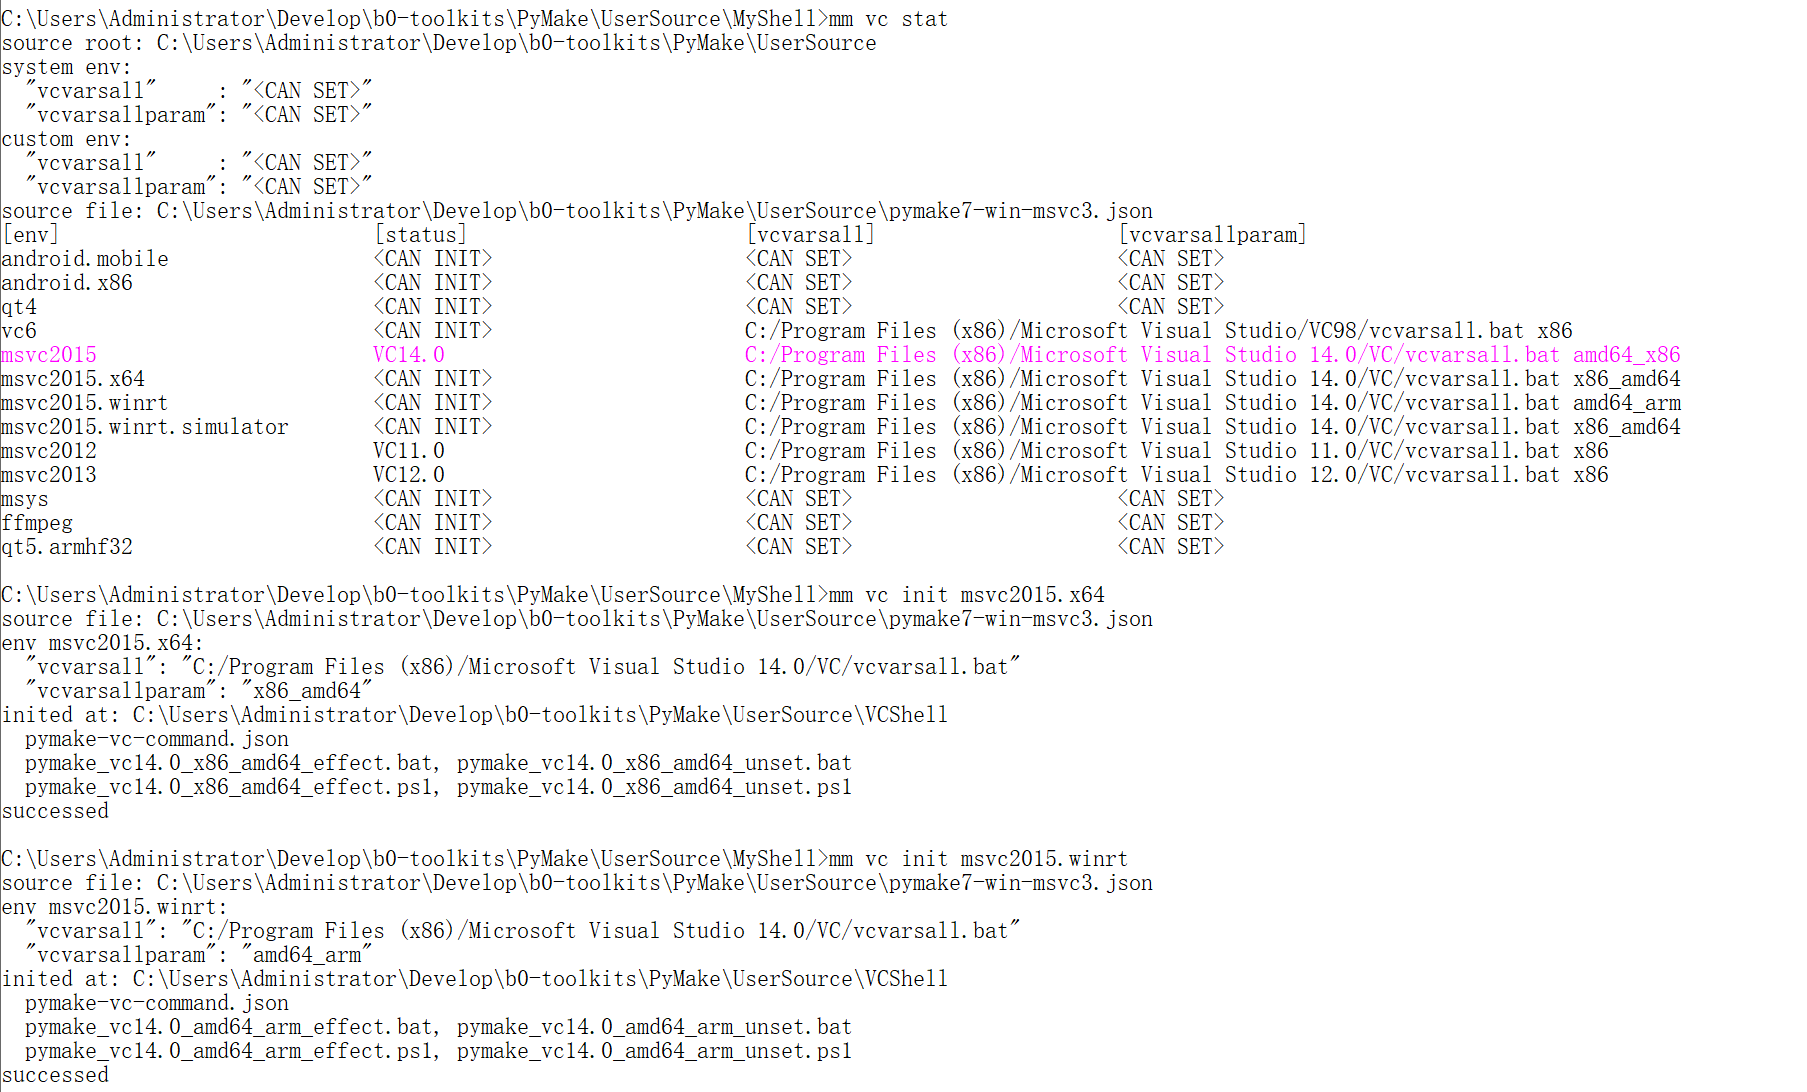 C:\Users\Administrator\Develop\b0-toolkits\PyMake\UserSource\MyShell>mm vc stat
source root: C:\Users\Administrator\Develop\b0-toolkits\PyMake\UserSource
system env:
  "vcvarsall"     : "<CAN SET>"
  "vcvarsallparam": "<CAN SET>"
custom env:
  "vcvarsall"     : "<CAN SET>"
  "vcvarsallparam": "<CAN SET>"
source file: C:\Users\Administrator\Develop\b0-toolkits\PyMake\UserSource\pymake7-win-msvc3.json
[env]                          [status]                       [vcvarsall]                    [vcvarsallparam]
android.mobile                 <CAN INIT>                     <CAN SET>                      <CAN SET>
android.x86                    <CAN INIT>                     <CAN SET>                      <CAN SET>
qt4                            <CAN INIT>                     <CAN SET>                      <CAN SET>
vc6                            <CAN INIT>                     C:/Program Files (x86)/Microsoft Visual Studio/VC98/vcvarsall.bat x86
msvc2015                       VC14.0                         C:/Program Files (x86)/Microsoft Visual Studio 14.0/VC/vcvarsall.bat amd64_x86
msvc2015.x64                   <CAN INIT>                     C:/Program Files (x86)/Microsoft Visual Studio 14.0/VC/vcvarsall.bat x86_amd64
msvc2015.winrt                 <CAN INIT>                     C:/Program Files (x86)/Microsoft Visual Studio 14.0/VC/vcvarsall.bat amd64_arm
msvc2015.winrt.simulator       <CAN INIT>                     C:/Program Files (x86)/Microsoft Visual Studio 14.0/VC/vcvarsall.bat x86_amd64
msvc2012                       VC11.0                         C:/Program Files (x86)/Microsoft Visual Studio 11.0/VC/vcvarsall.bat x86
msvc2013                       VC12.0                         C:/Program Files (x86)/Microsoft Visual Studio 12.0/VC/vcvarsall.bat x86
msys                           <CAN INIT>                     <CAN SET>                      <CAN SET>
ffmpeg                         <CAN INIT>                     <CAN SET>                      <CAN SET>
qt5.armhf32                    <CAN INIT>                     <CAN SET>                      <CAN SET>

C:\Users\Administrator\Develop\b0-toolkits\PyMake\UserSource\MyShell>mm vc init msvc2015.x64
source file: C:\Users\Administrator\Develop\b0-toolkits\PyMake\UserSource\pymake7-win-msvc3.json
env msvc2015.x64:
  "vcvarsall": "C:/Program Files (x86)/Microsoft Visual Studio 14.0/VC/vcvarsall.bat"
  "vcvarsallparam": "x86_amd64"
inited at: C:\Users\Administrator\Develop\b0-toolkits\PyMake\UserSource\VCShell
  pymake-vc-command.json
  pymake_vc14.0_x86_amd64_effect.bat, pymake_vc14.0_x86_amd64_unset.bat
  pymake_vc14.0_x86_amd64_effect.ps1, pymake_vc14.0_x86_amd64_unset.ps1
successed

C:\Users\Administrator\Develop\b0-toolkits\PyMake\UserSource\MyShell>mm vc init msvc2015.winrt
source file: C:\Users\Administrator\Develop\b0-toolkits\PyMake\UserSource\pymake7-win-msvc3.json
env msvc2015.winrt:
  "vcvarsall": "C:/Program Files (x86)/Microsoft Visual Studio 14.0/VC/vcvarsall.bat"
  "vcvarsallparam": "amd64_arm"
inited at: C:\Users\Administrator\Develop\b0-toolkits\PyMake\UserSource\VCShell
  pymake-vc-command.json
  pymake_vc14.0_amd64_arm_effect.bat, pymake_vc14.0_amd64_arm_unset.bat
  pymake_vc14.0_amd64_arm_effect.ps1, pymake_vc14.0_amd64_arm_unset.ps1
successed